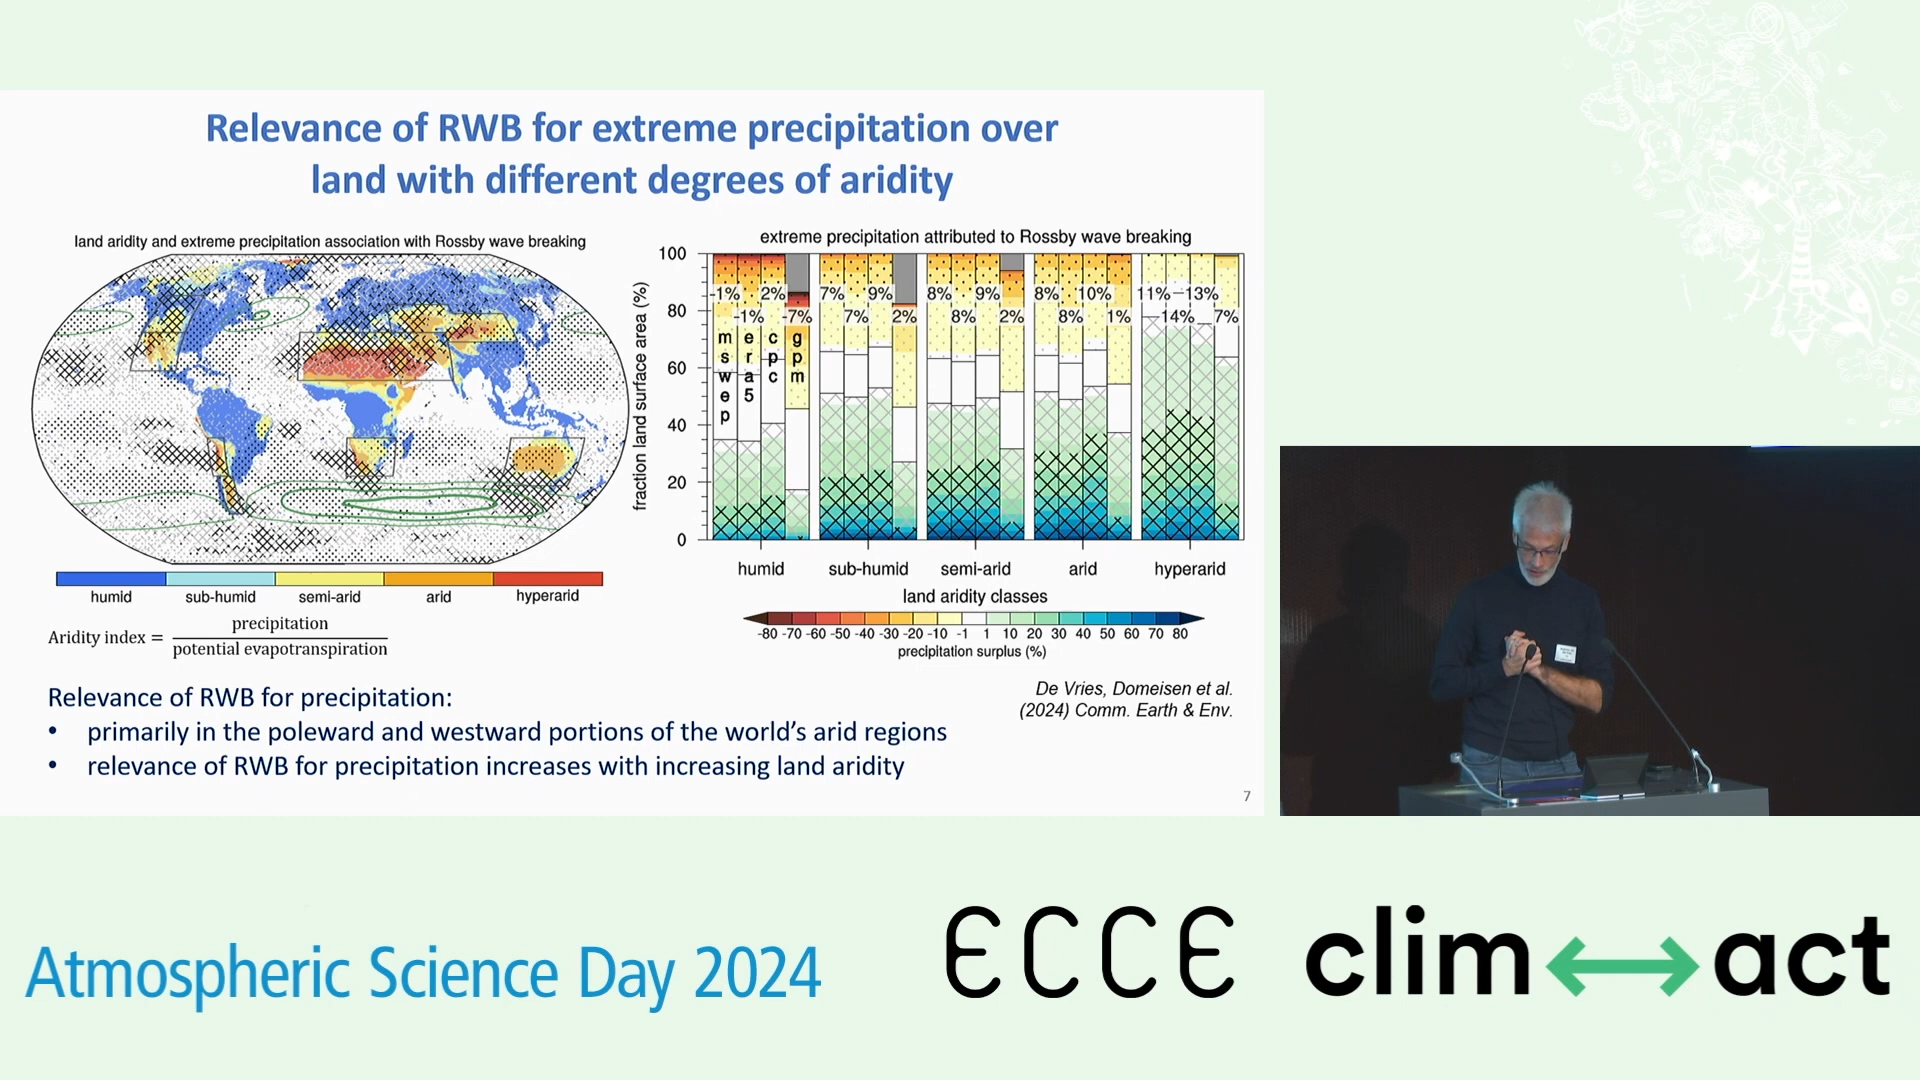 Relevance of RWB for extreme precipitation over
land with different degrees of aridity
land aridity and extreme precipitation association with Rossby wave breaking
humid
sub-humid
semi-arid
arid
hyperarid
Aridity index =
precipitation
potential evapotranspiration
extreme precipitation attributed to Rossby wave breaking
fraction land surface area (%)
100
80
60
40
20
0
-1% 2% 7% 9% 8% 9% 8% 10% 11% 13%
-1% -7% 7% 2% 8% 2% 8% 1% 14% 7%
mswep
era5
cpc
gpm
humid
sub-humid
semi-arid
arid
hyperarid
land aridity classes
-80 -70 -60 -50 -40 -30 -20 -10 -1 1 10 20 30 40 50 60 70 80
precipitation surplus (%)
Relevance of RWB for precipitation:
• primarily in the poleward and westward portions of the world's arid regions
• relevance of RWB for precipitation increases with increasing land aridity
De Vries, Domeisen et al.
(2024) Comm. Earth & Env.
7
Atmospheric Science Day 2024
ECCE
clim act